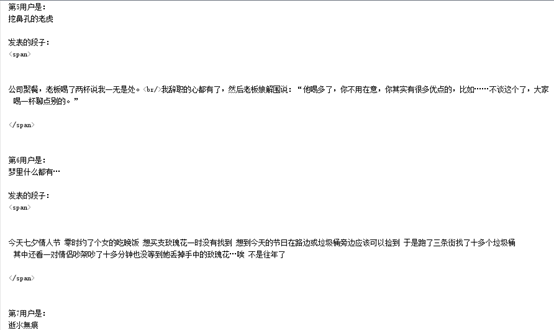 第5用户是:
挖鼻孔的老虎
发表的段子:
<span>
公司聚餐，老板喝了两杯说我一无是处。<br/>我辞职的心都有了，然后老板娘解围说：“他喝多了，你不用在意，你其实有很多优点的，比如……不谈这个了，大家
喝一杯聊点别的。”
</span>
第6用户是:
梦里什么都有…
发表的段子:
<span>
今天七夕情人节 零时约了个女的吃晚饭 想买支玫瑰花一时没有找到 想到今天的节日在路边或垃圾桶旁边应该可以捡到 于是跑了三条街找了十多个垃圾桶
其中还看一对情侣吵架吵了十多分钟也没等到她丢掉手中的玫瑰花…唉 不是往年了
</span>
第7用户是:
逝水無痕